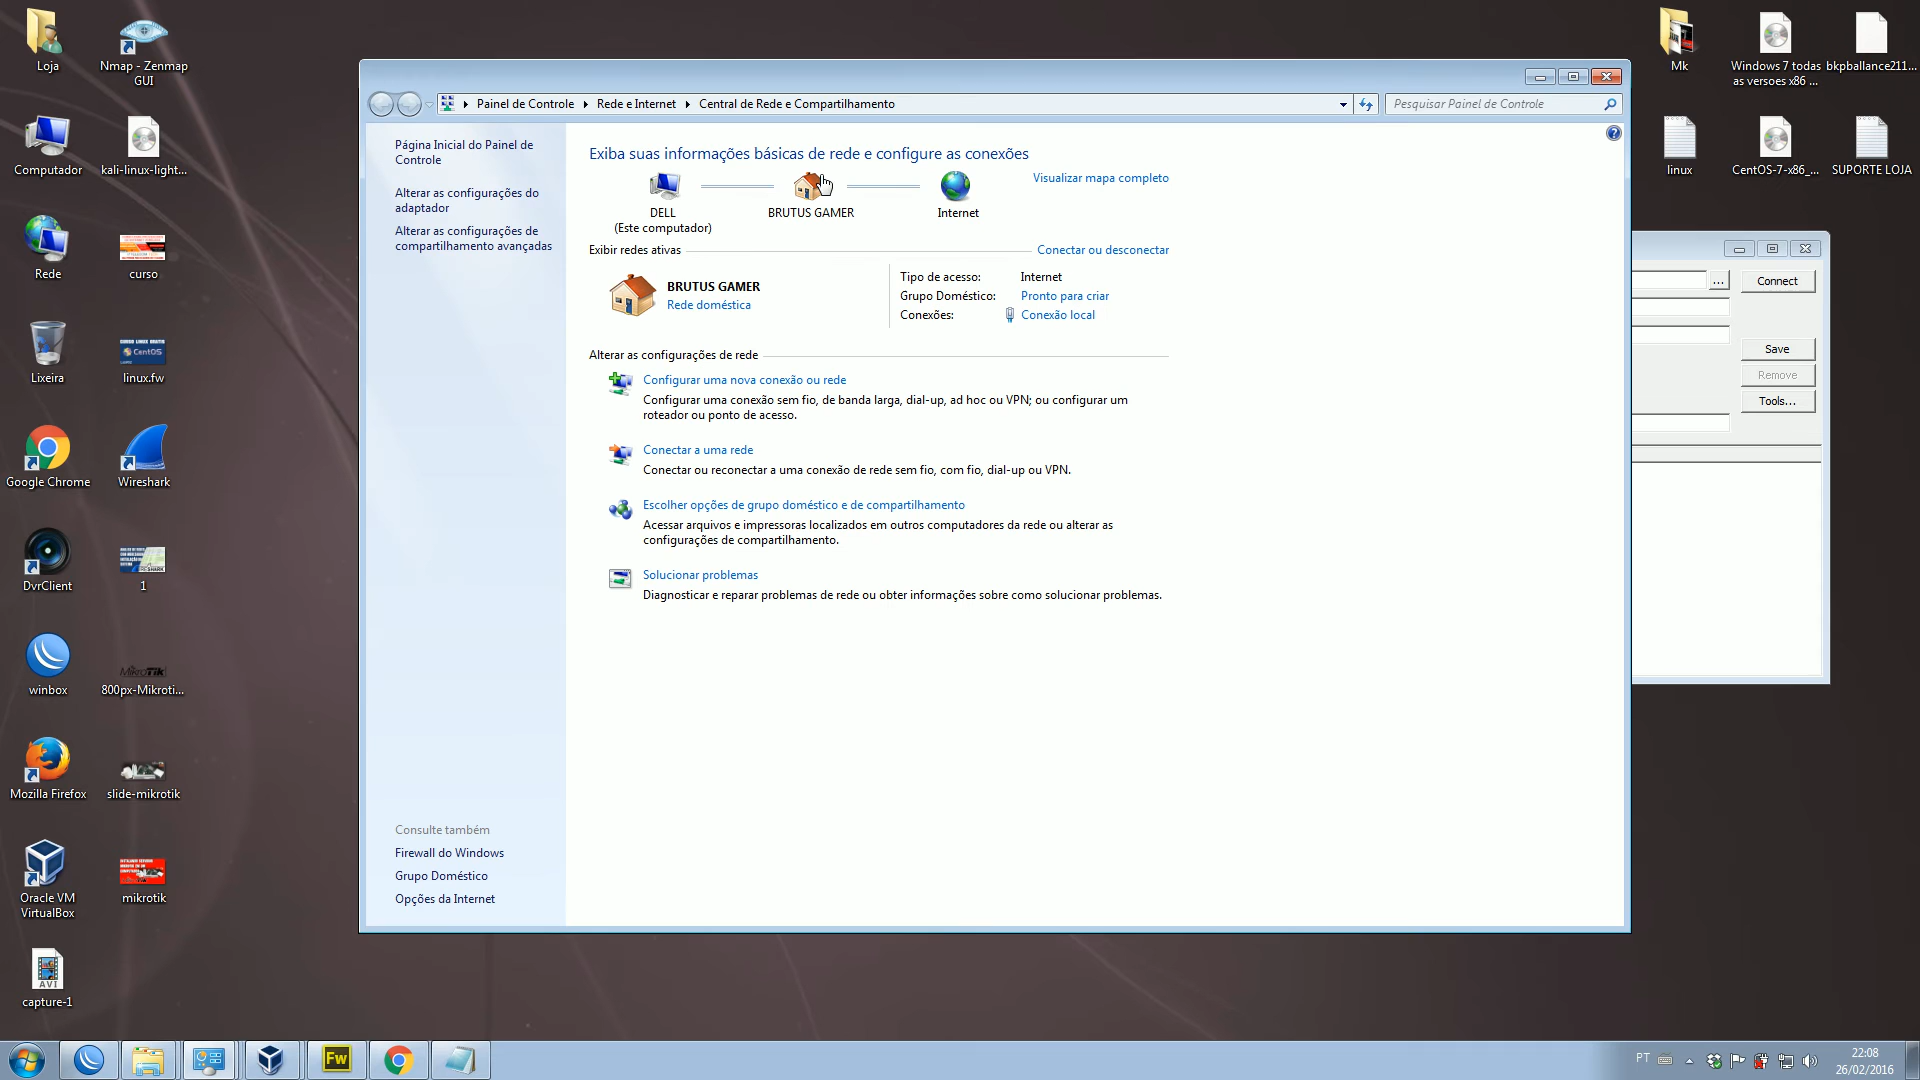 Loja
Nmap - Zenmap
GUI
Computador
kali-linux-light...
Rede
curso
Lixeira
CentOS
linux.fw
Google Chrome
Wireshark
DvrClient
1
winbox
MikroTik
800px-Mikroti...
Mozilla Firefox
slide-mikrotik
Oracle VM
VirtualBox
mikrotik
AVI
capture-1
Painel de Controle
Rede e Internet
Central de Rede e Compartilhamento
Pesquisar Painel de Controle
Página Inicial do Painel de
Controle
Alterar as configurações do
adaptador
Alterar as configurações de
compartilhamento avançadas
Consulte também
Firewall do Windows
Grupo Doméstico
Opções da Internet
Exiba suas informações básicas de rede e configure as conexões
Visualizar mapa completo
DELL
(Este computador)
BRUTUS GAMER
Internet
Exibir redes ativas
Conectar ou desconectar
BRUTUS GAMER
Rede doméstica
Tipo de acesso: Internet
Grupo Doméstico: Pronto para criar
Conexões: Conexão local
Alterar as configurações de rede
Configurar uma nova conexão ou rede
Configurar uma conexão sem fio, de banda larga, dial-up, ad hoc ou VPN; ou configurar um
roteador ou ponto de acesso.
Conectar a uma rede
Conectar ou reconectar a uma conexão de rede sem fio, com fio, dial-up ou VPN.
Escolher opções de grupo doméstico e de compartilhamento
Acessar arquivos e impressoras localizados em outros computadores da rede ou alterar as
configurações de compartilhamento.
Solucionar problemas
Diagnosticar e reparar problemas de rede ou obter informações sobre como solucionar problemas.
Mk
Windows 7 todas
as versoes x86 ...
bkpballance211...
linux
CentOS-7-x86_...
SUPORTE LOJA
...
Connect
Save
Remove
Tools...
Fw
PT
22:08
26/02/2016